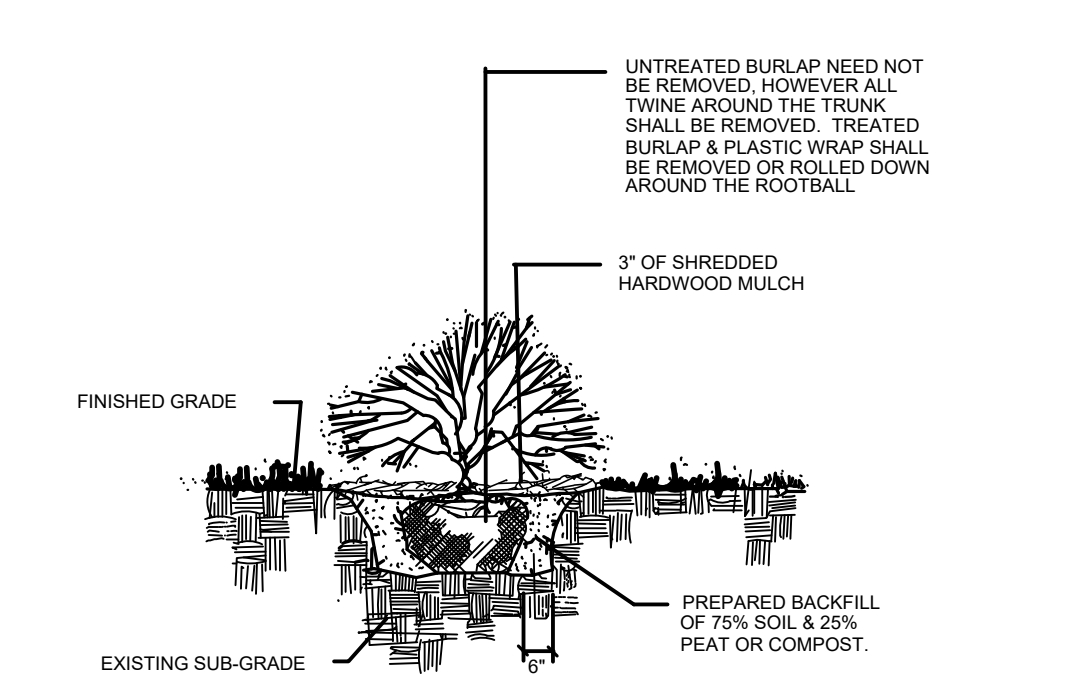 UNTREATED BURLAP NEED NOT
BE REMOVED, HOWEVER ALL
TWINE AROUND THE TRUNK
SHALL BE REMOVED. TREATED
BURLAP & PLASTIC WRAP SHALL
BE REMOVED OR ROLLED DOWN
AROUND THE ROOTBALL
3" OF SHREDDED
HARDWOOD MULCH
FINISHED GRADE
PREPARED BACKFILL
OF 75% SOIL & 25%
PEAT OR COMPOST.
EXISTING SUB-GRADE
6"